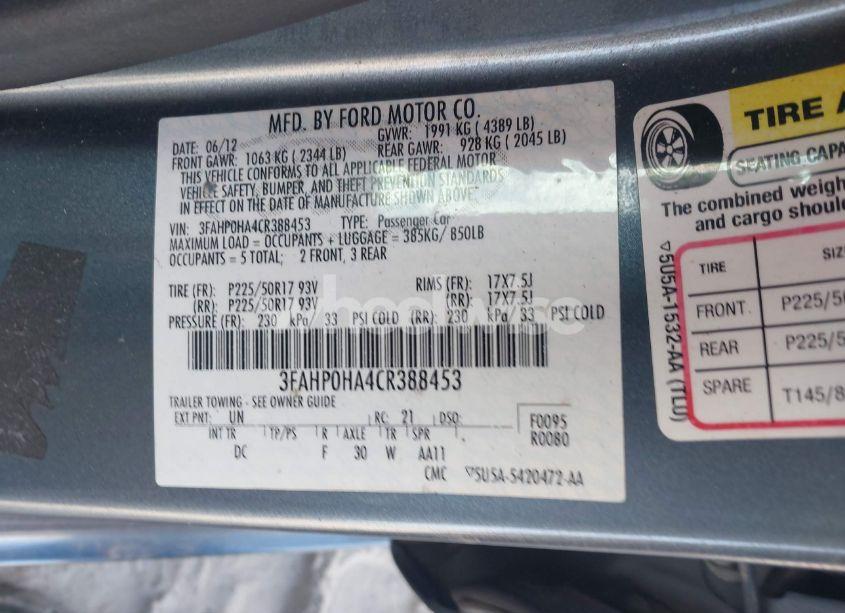 MFD. BY FORD MOTOR CO.
DATE: 06/12 GVWR: 1991 KG ( 4389 LB)
FRONT GAWR: 1063 KG ( 2344 LB) REAR GAWR: 928 KG ( 2045 LB)
THIS VEHICLE CONFORMS TO ALL APPLICABLE FEDERAL MOTOR
VEHICLE SAFETY, BUMPER, AND THEFT PREVENTION STANDARDS
IN EFFECT ON THE DATE OF MANUFACTURE SHOWN ABOVE.
VIN: 3FAHP0HA4CR388453 TYPE: Passenger Car
MAXIMUM LOAD = OCCUPANTS + LUGGAGE = 385KG/ 850LB
OCCUPANTS = 5 TOTAL; 2 FRONT, 3 REAR
TIRE (FR): P225/50R17 93V RIMS (FR): 17X7.5J
(RR): P225/50R17 93V (RR): 17X7.5J
PRESSURE (FR): 230 kPa/ 33 PSI COLD (RR): 230 kPa/ 33 PSI COLD
3FAHP0HA4CR388453
TRAILER TOWING - SEE OWNER GUIDE
EXT PNT: UN RC: 21 DSO: F0095
INT TR TP/PS R AXLE TR SPR R0080
DC F 30 W AA11
CMC 5U5A-5420472-AA
TIRE A
SEATING CAPA
The combined weigh
and cargo shoul
TIRE SIZ
FRONT P225/50
REAR P225/5
SPARE T145/8
5U5A-1532-AA (TLU)
wheelwise